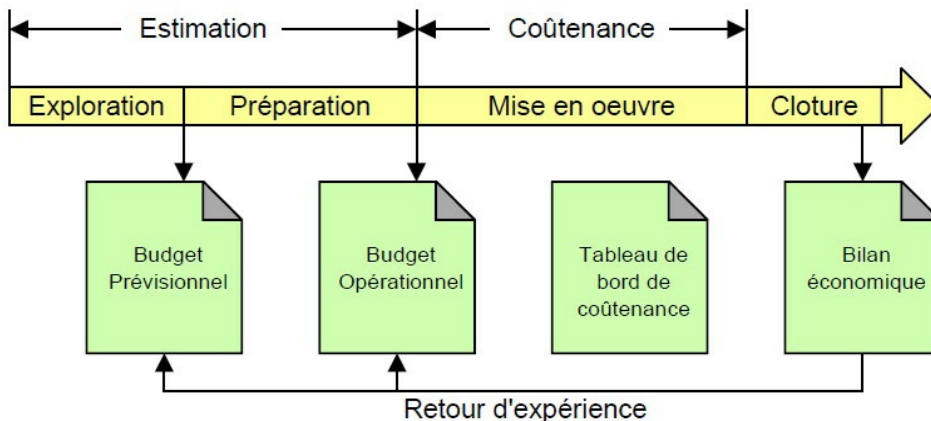 Estimation
Coûtenance
Exploration
Préparation
Mise en oeuvre
Cloture
Budget
Prévisionnel
Budget
Opérationnel
Tableau de
bord de
coûtenance
Bilan
économique
Retour d'expérience